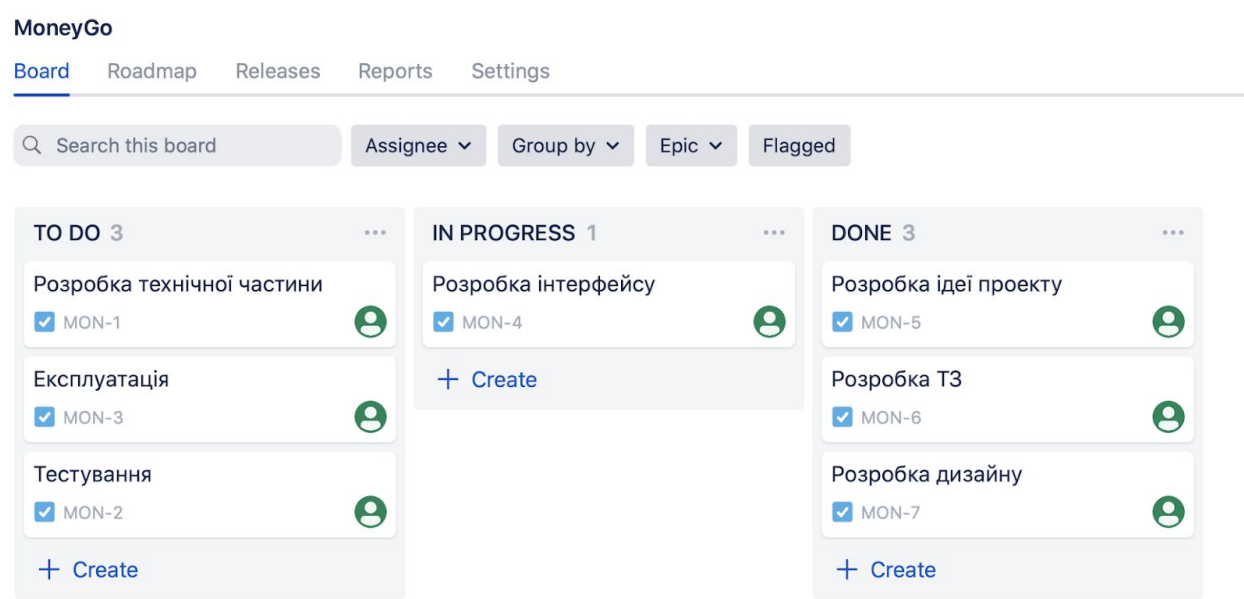 MoneyGo
Board Roadmap Releases Reports Settings
Search this board Assignee Group by Epic Flagged
TO DO 3
Розробка технічної частини
MON-1
Експлуатація
MON-3
Тестування
MON-2
+ Create
IN PROGRESS 1
Розробка інтерфейсу
MON-4
+ Create
DONE 3
Розробка ідеї проекту
MON-5
Розробка ТЗ
MON-6
Розробка дизайну
MON-7
+ Create